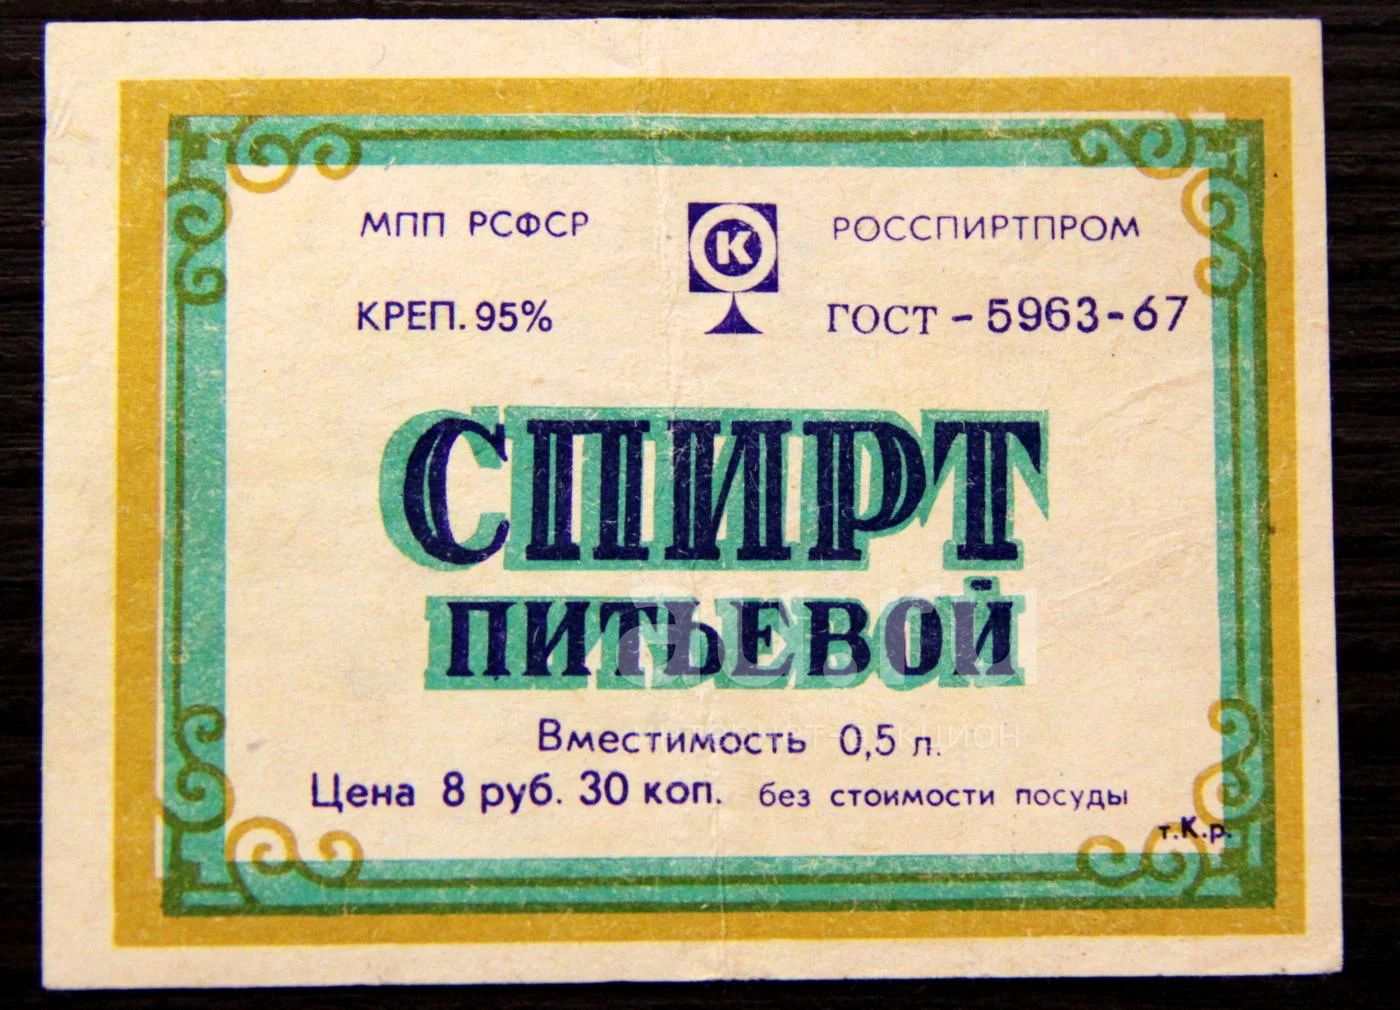 МПП РСФСР
К
РОССПИРТПРОМ
КРЕП. 95%
ГОСТ - 5963-67
СПИРТ
ПИТЬЕВОЙ
Вместимость 0,5 л.
Цена 8 руб. 30 коп. без стоимости посуды
т.К.р.